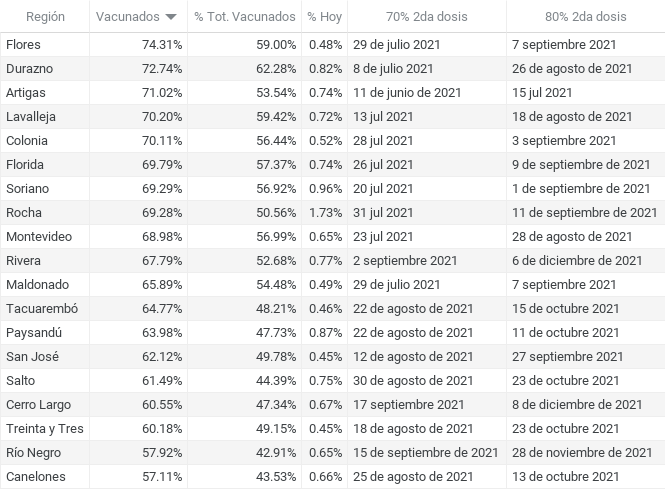 Región Vacunados % Tot. Vacunados % Hoy 70% 2da dosis 80% 2da dosis
Flores 74.31% 59.00% 0.48% 29 de julio 2021 7 septiembre 2021
Durazno 72.74% 62.28% 0.82% 8 de julio 2021 26 de agosto de 2021
Artigas 71.02% 53.54% 0.74% 11 de junio de 2021 15 jul 2021
Lavalleja 70.20% 59.42% 0.72% 13 jul 2021 18 de agosto de 2021
Colonia 70.11% 56.44% 0.52% 28 jul 2021 3 septiembre 2021
Florida 69.79% 57.37% 0.74% 26 jul 2021 9 de septiembre de 2021
Soriano 69.29% 56.92% 0.96% 20 jul 2021 1 de septiembre de 2021
Rocha 69.28% 50.56% 1.73% 31 jul 2021 11 de septiembre de 2021
Montevideo 68.98% 56.99% 0.65% 23 jul 2021 28 de agosto de 2021
Rivera 67.79% 52.68% 0.77% 2 septiembre 2021 6 de diciembre de 2021
Maldonado 65.89% 54.48% 0.49% 29 de julio 2021 7 septiembre 2021
Tacuarembó 64.77% 48.21% 0.46% 22 de agosto de 2021 15 de octubre 2021
Paysandú 63.98% 47.73% 0.87% 22 de agosto de 2021 11 de octubre 2021
San José 62.12% 49.78% 0.45% 12 de agosto de 2021 27 septiembre 2021
Salto 61.49% 44.39% 0.75% 30 de agosto de 2021 23 de octubre 2021
Cerro Largo 60.55% 47.34% 0.67% 17 septiembre 2021 8 de diciembre de 2021
Treinta y Tres 60.18% 49.15% 0.45% 18 de agosto de 2021 23 de octubre 2021
Río Negro 57.92% 42.91% 0.65% 15 de septiembre de 2021 28 de noviembre de 2021
Canelones 57.11% 43.53% 0.66% 25 de agosto de 2021 13 de octubre 2021